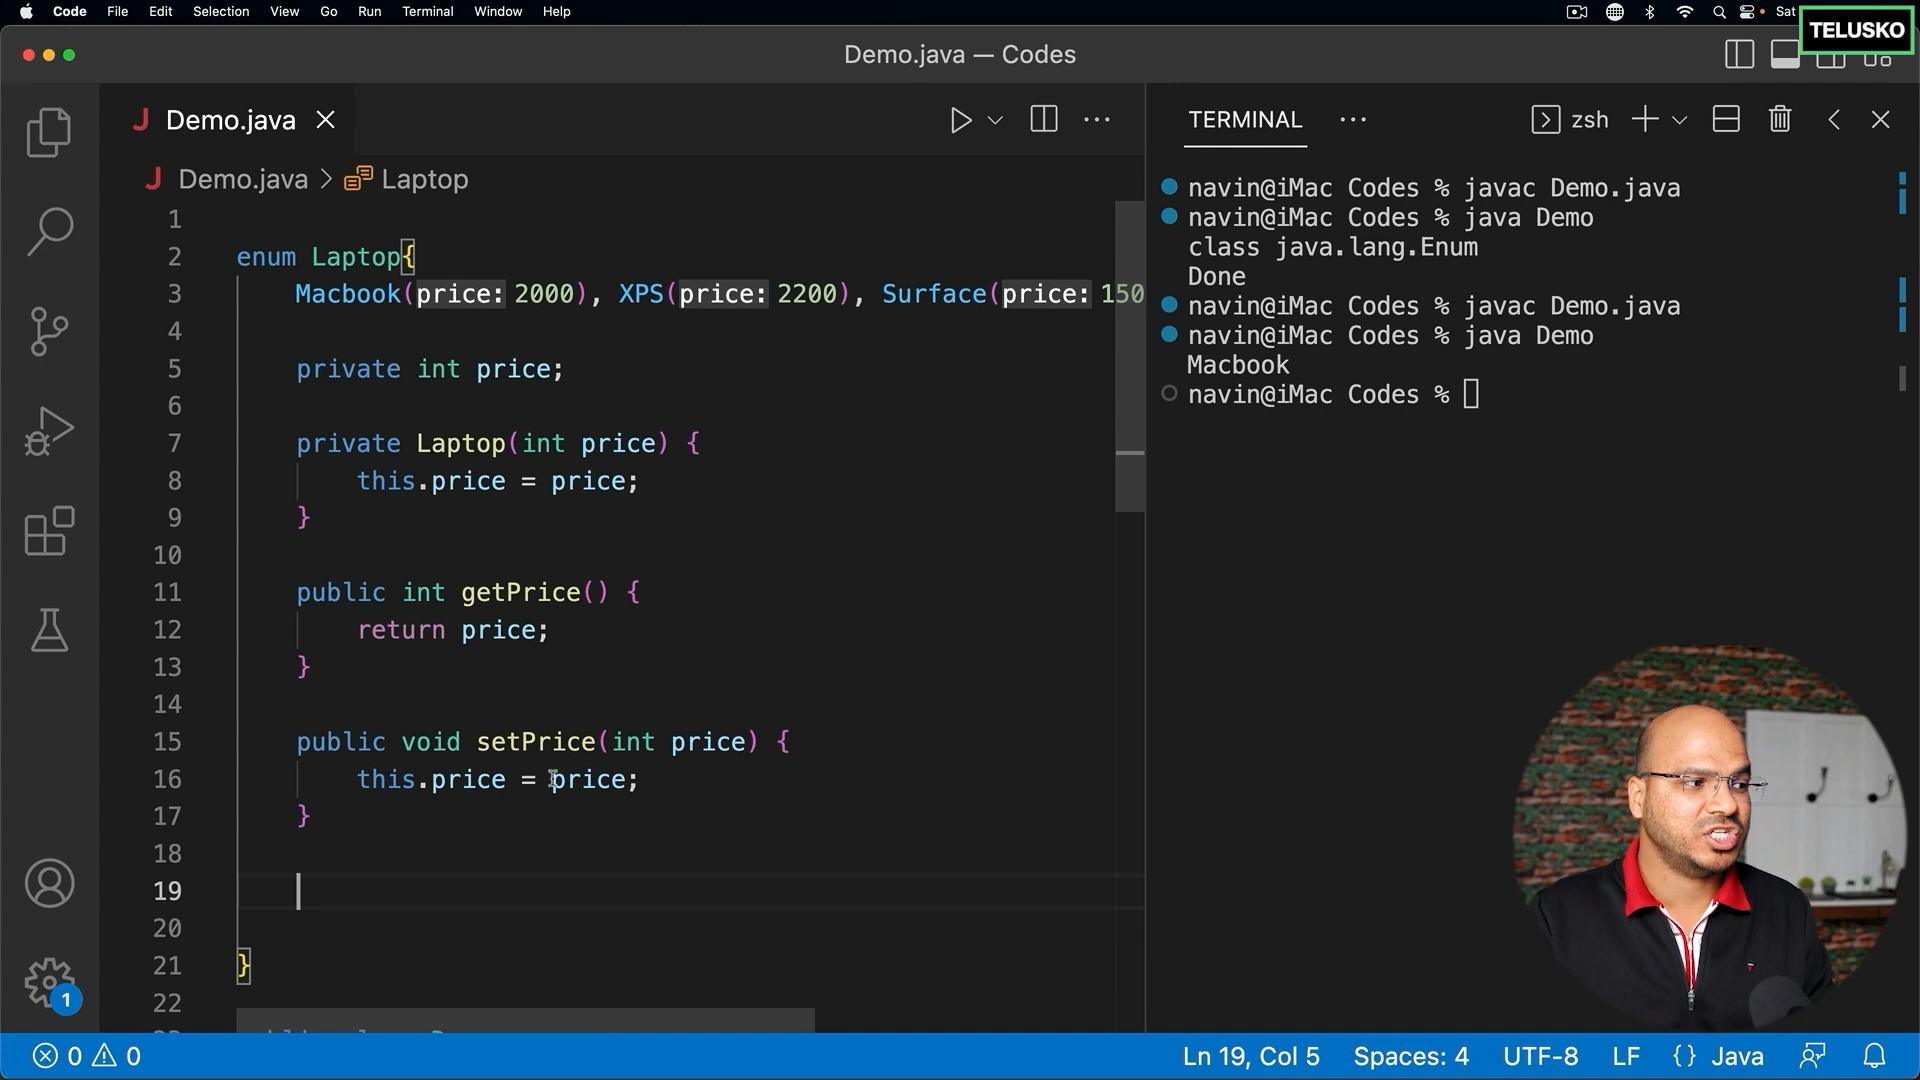 Code File Edit Selection View Go Run Terminal Window Help Sat
TELUSKO
Demo.java — Codes
Demo.java
Demo.java > Laptop
1
2 enum Laptop{
3 Macbook(price: 2000), XPS(price: 2200), Surface(price: 150
4
5 private int price;
6
7 private Laptop(int price) {
8 this.price = price;
9 }
10
11 public int getPrice() {
12 return price;
13 }
14
15 public void setPrice(int price) {
16 this.price = price;
17 }
18
19
20
21 }
22
TERMINAL ... zsh
navin@iMac Codes % javac Demo.java
navin@iMac Codes % java Demo
class java.lang.Enum
Done
navin@iMac Codes % javac Demo.java
navin@iMac Codes % java Demo
Macbook
navin@iMac Codes %
1
0 0 Ln 19, Col 5 Spaces: 4 UTF-8 LF {} Java